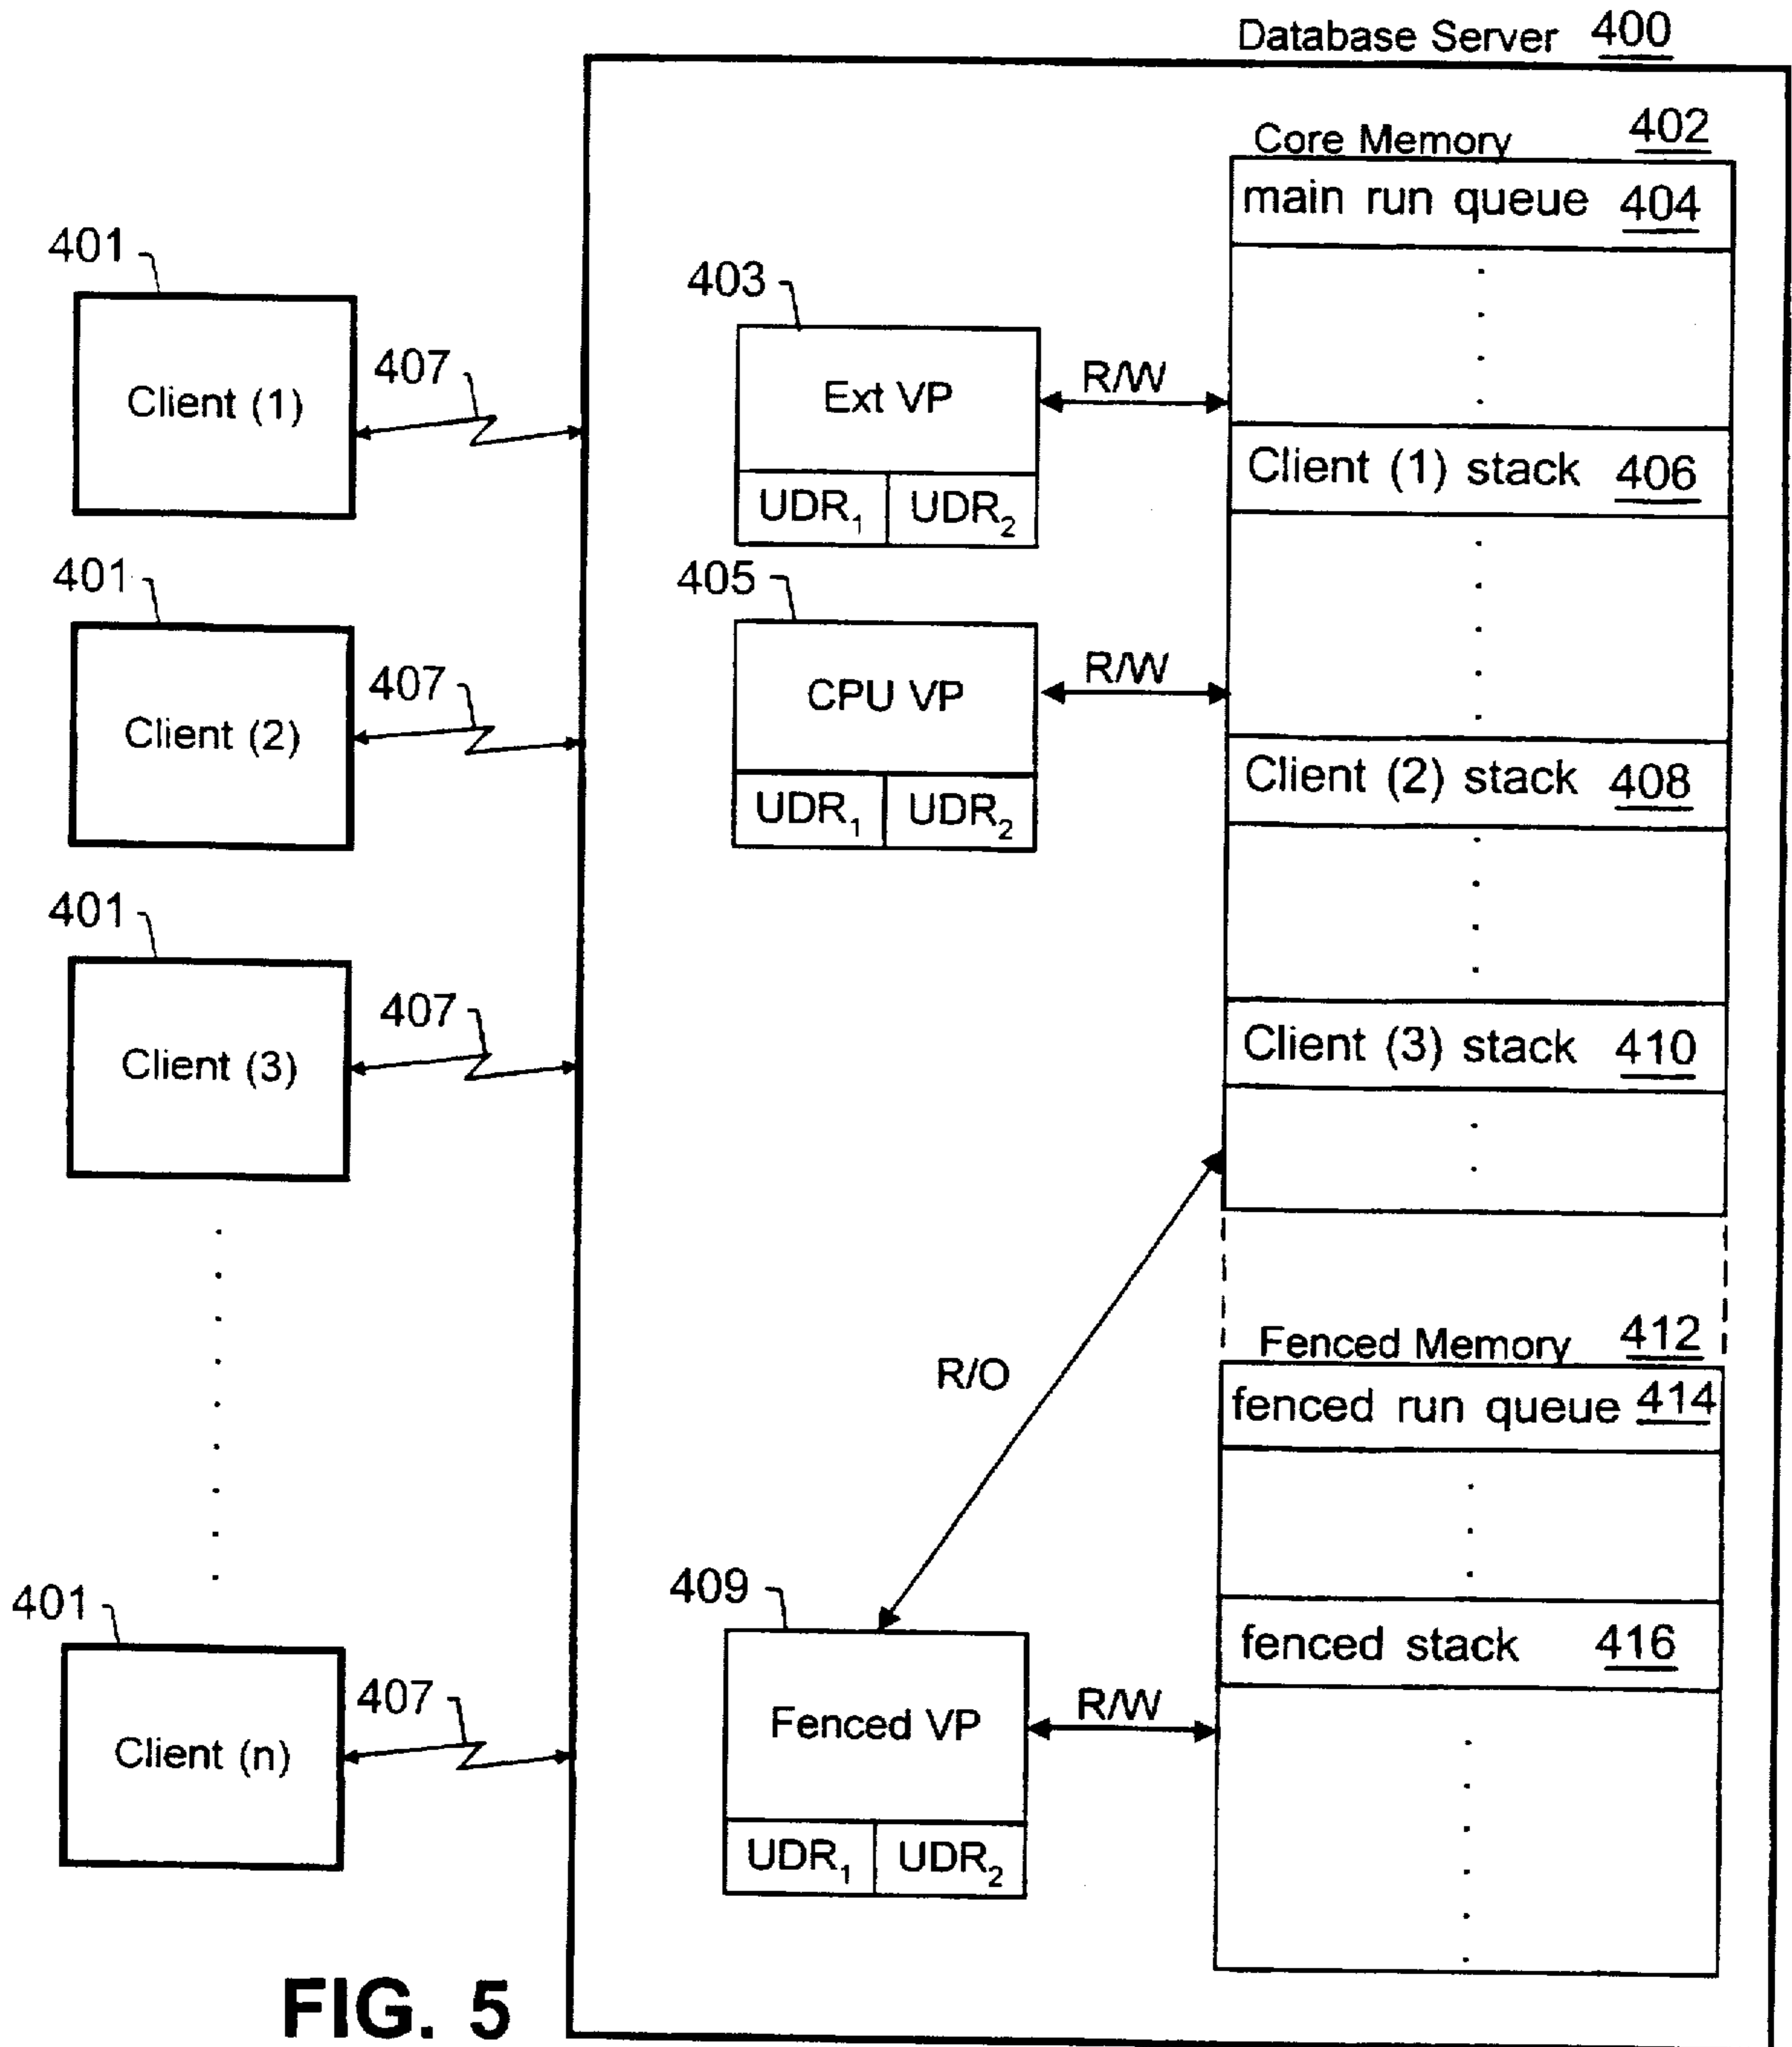 Database Server 400
Core Memory 402
main run queue 404
401
403
407
Client (1)
Ext VP
R/W
Client (1) stack 406
UDR₁ UDR₂
401
405
407
Client (2)
CPU VP
R/W
Client (2) stack 408
UDR₁ UDR₂
401
407
Client (3)
Client (3) stack 410
Fenced Memory 412
R/O
fenced run queue 414
409
401
fenced stack 416
407
Client (n)
Fenced VP
R/W
UDR₁ UDR₂
FIG. 5